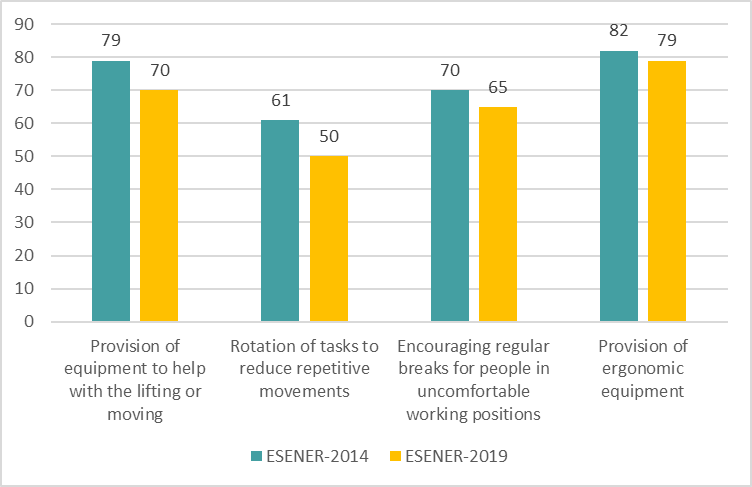 90
80
70
60
50
40
30
20
10
0
79
70
61
50
70
65
82
79
Provision of
equipment to help
with the lifting or
moving
Rotation of tasks to
reduce repetitive
movements
Encouraging regular
breaks for people in
uncomfortable
working positions
Provision of
ergonomic
equipment
ESENER-2014
ESENER-2019